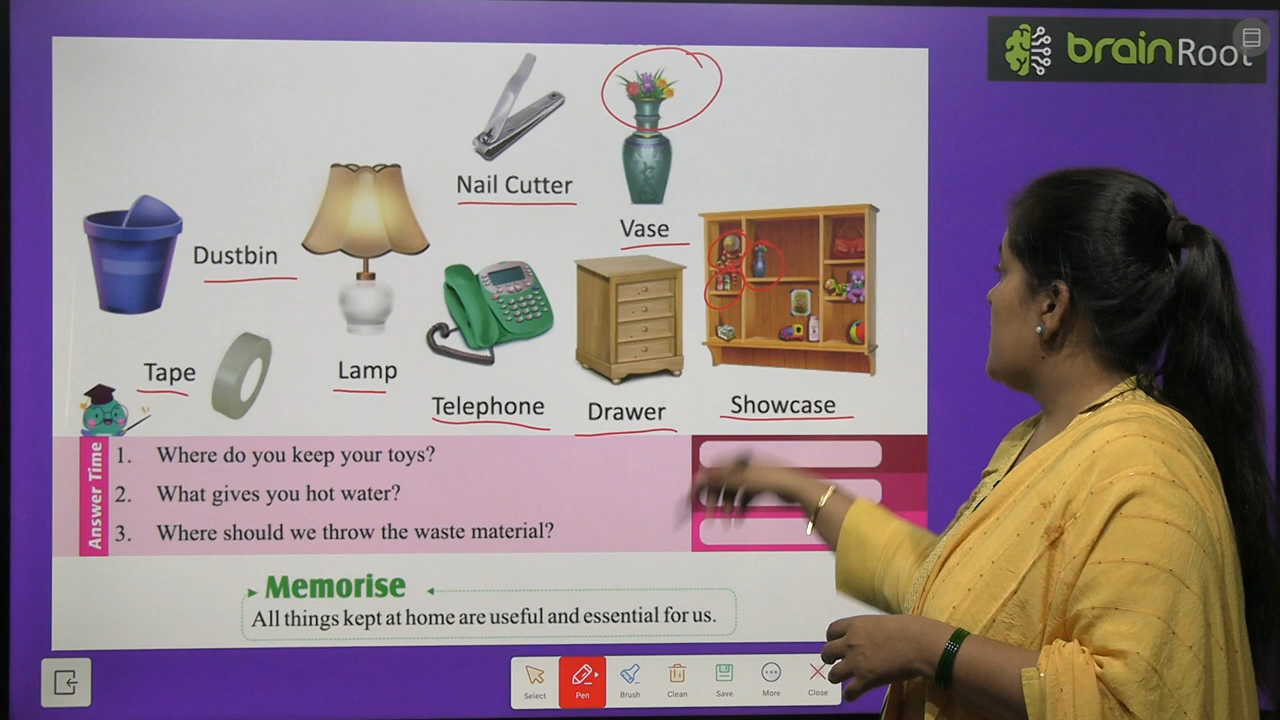 brainRoot
Nail Cutter
Vase
Dustbin
Tape
Lamp
Telephone
Drawer
Showcase
Answer Time
1. Where do you keep your toys?
2. What gives you hot water?
3. Where should we throw the waste material?
Memorise
All things kept at home are useful and essential for us.
Select
Pen
Brush
Clean
Save
More
Close